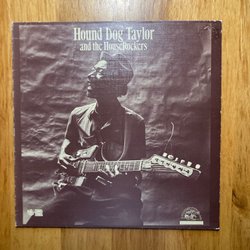 Hound Dog Taylor
and the HouseRockers